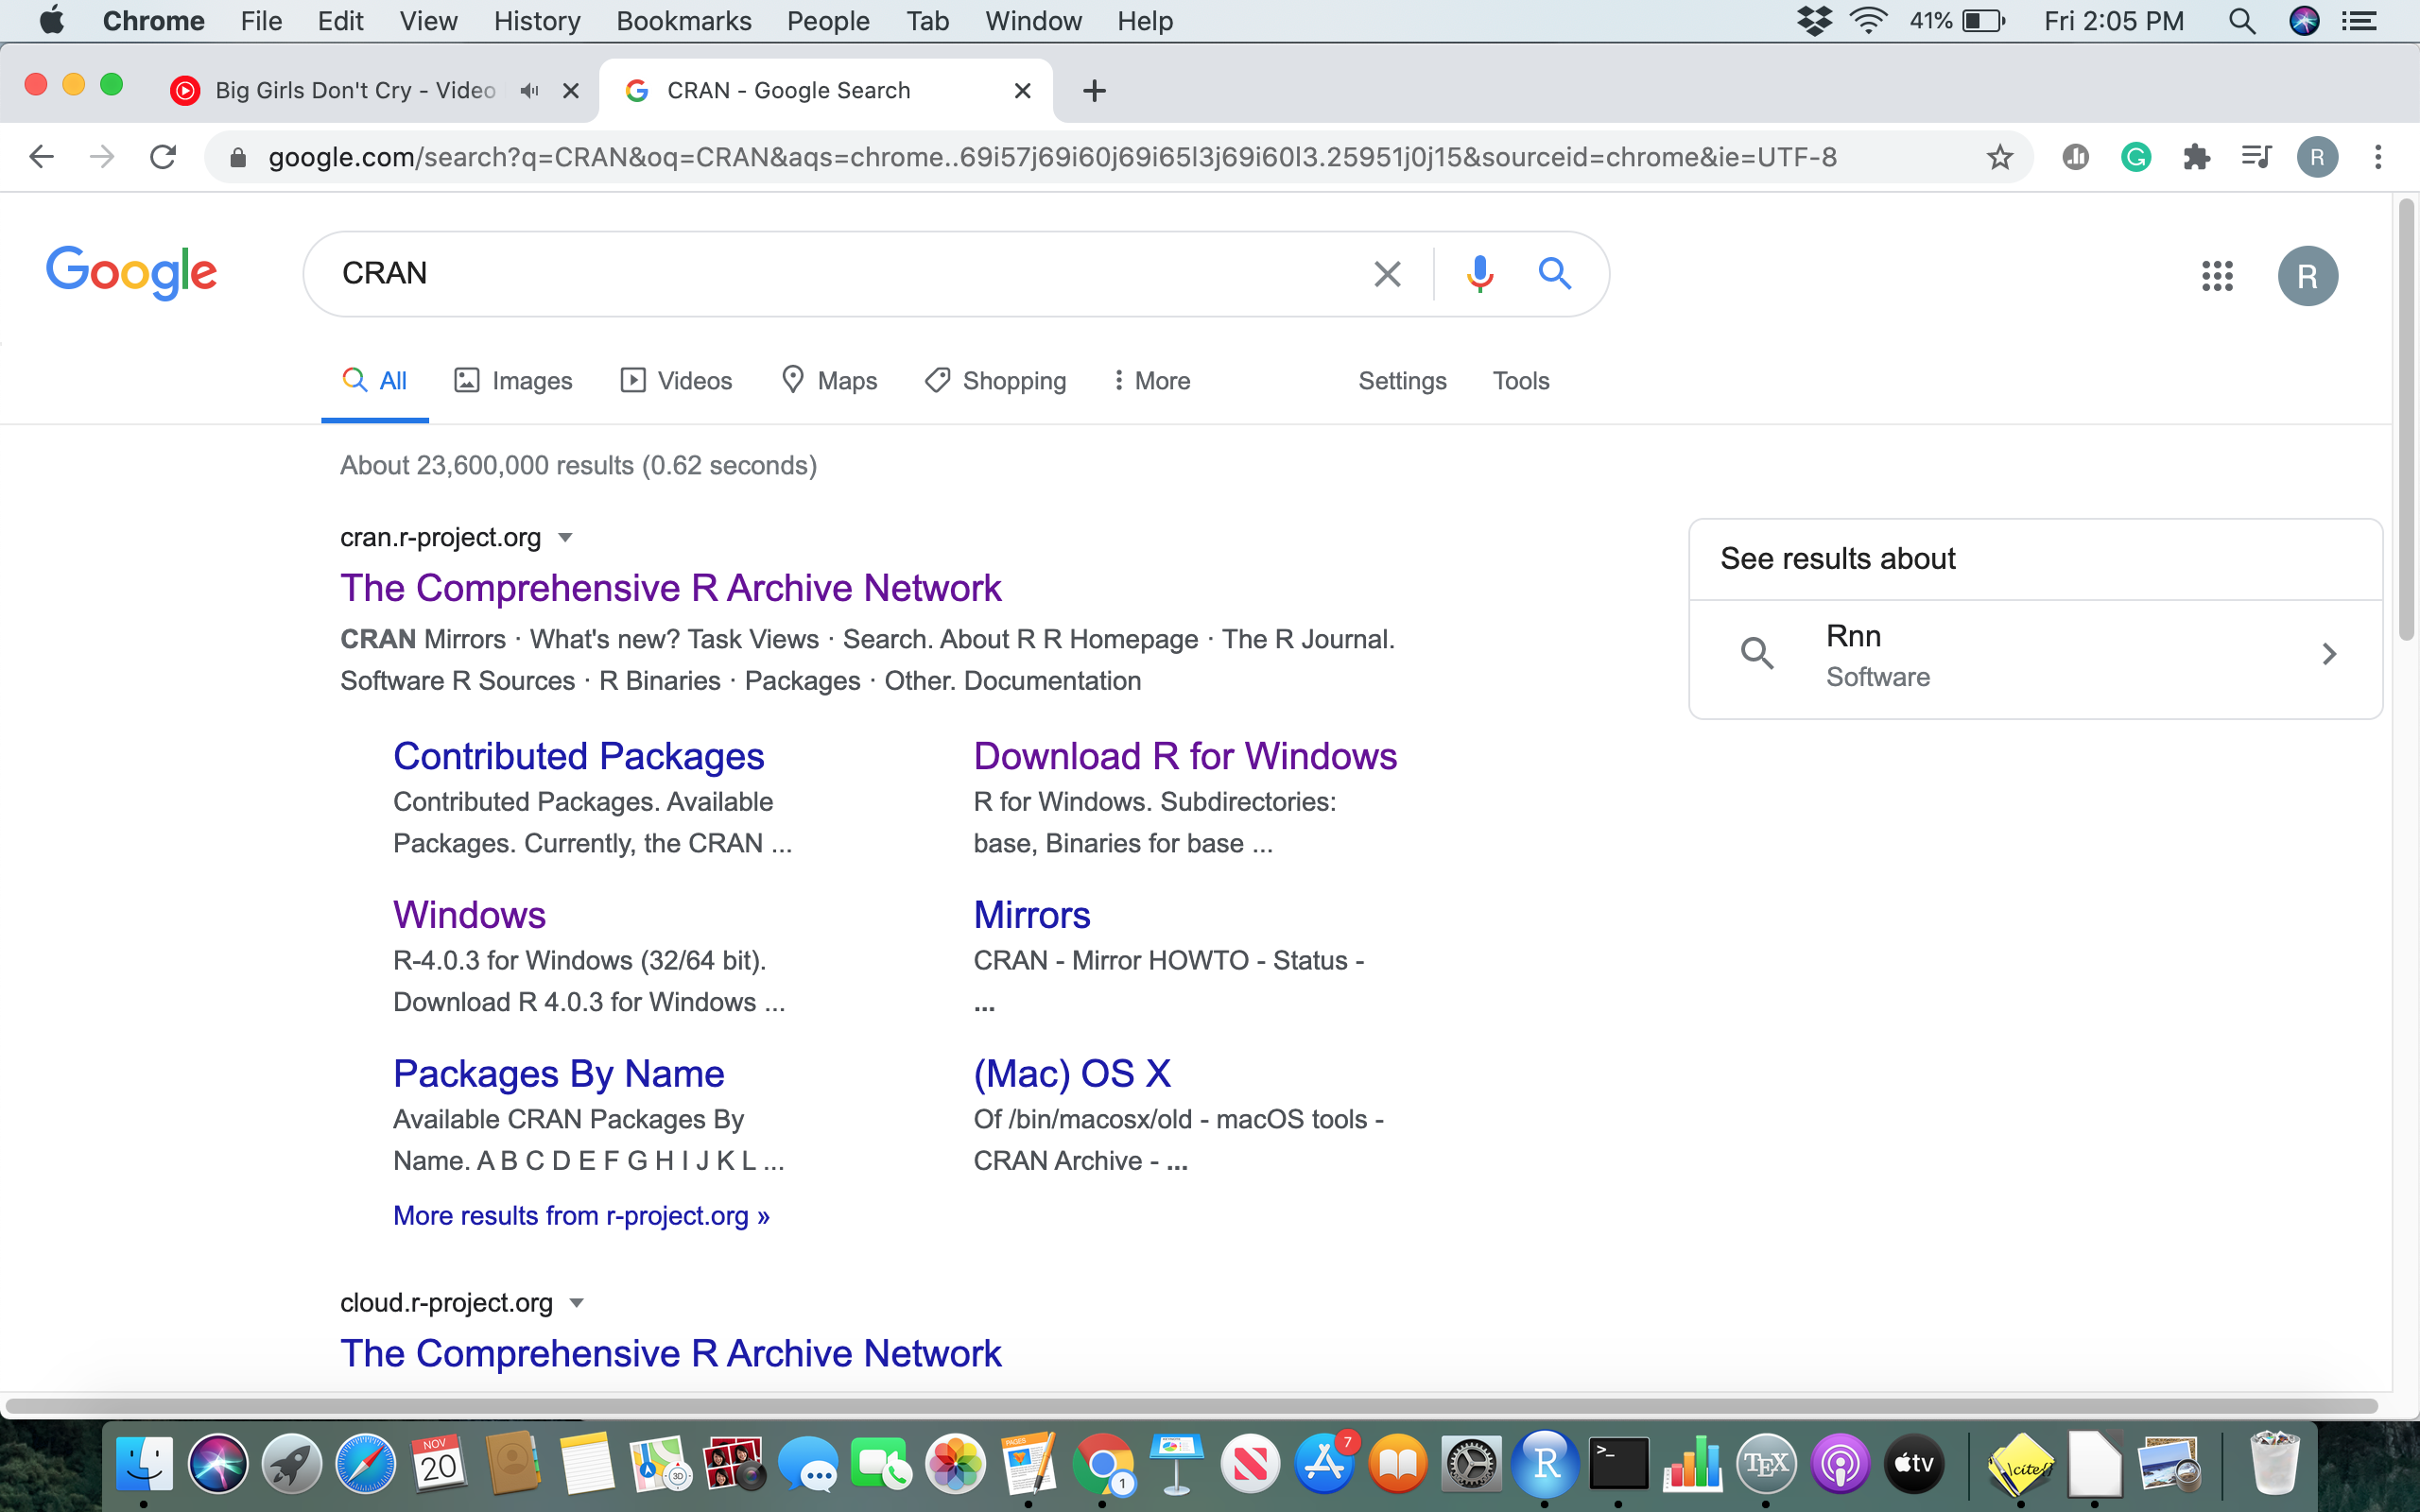 Chrome File Edit View History Bookmarks People Tab Window Help 41% Fri 2:05 PM
Big Girls Don't Cry - Video CRAN - Google Search
google.com/search?q=CRAN&oq=CRAN&aqs=chrome..69i57j69i60j69i65l3j69i60l3.25951j0j15&sourceid=chrome&ie=UTF-8 R
Google CRAN R
All Images Videos Maps Shopping More Settings Tools
About 23,600,000 results (0.62 seconds)
cran.r-project.org
The Comprehensive R Archive Network
CRAN Mirrors · What's new? Task Views · Search. About R R Homepage · The R Journal.
Software R Sources · R Binaries · Packages · Other. Documentation
See results about
Rnn
Software
Contributed Packages
Contributed Packages. Available
Packages. Currently, the CRAN ...
Download R for Windows
R for Windows. Subdirectories:
base, Binaries for base ...
Windows
R-4.0.3 for Windows (32/64 bit).
Download R 4.0.3 for Windows ...
Mirrors
CRAN - Mirror HOWTO - Status -
...
Packages By Name
Available CRAN Packages By
Name. A B C D E F G H I J K L ...
(Mac) OS X
Of /bin/macosx/old - macOS tools -
CRAN Archive - ...
More results from r-project.org »
cloud.r-project.org
The Comprehensive R Archive Network
NOV
20
3D
PAGES
1
7
R
>_
TEX
tv
\cite{}